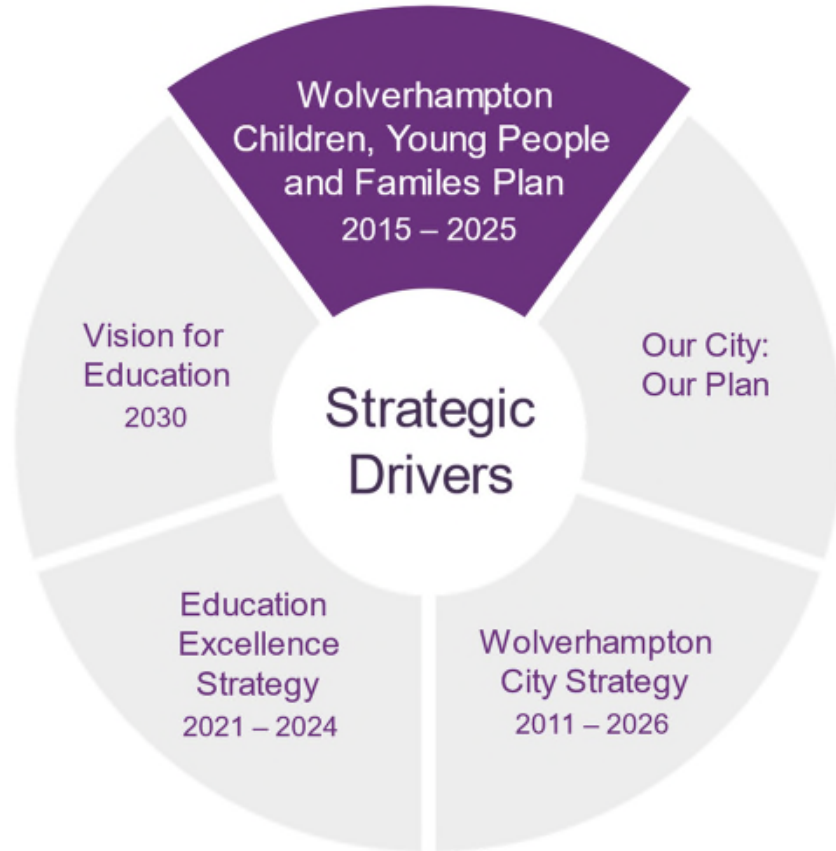 Wolverhampton
Children, Young People
and Familes Plan
2015 – 2025
Our City:
Our Plan
Wolverhampton
City Strategy
2011 – 2026
Education
Excellence
Strategy
2021 – 2024
Vision for
Education
2030
Strategic
Drivers